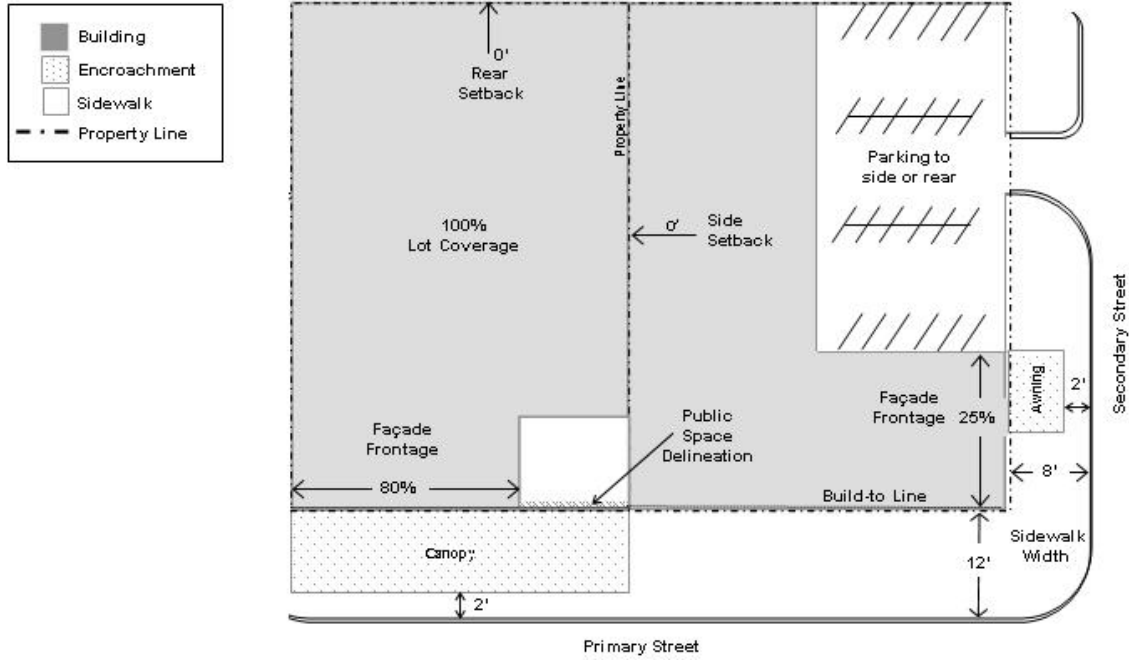 Building
Encroachment
Sidewalk
Property Line
0'
Rear
Setback
Property Line
Parking to
side or rear
100%
Lot Coverage
0'
Side
Setback
Secondary Street
Awning
2'
Façade
Frontage
25%
Façade
Frontage
80%
Public
Space
Delineation
8'
Build-to Line
Canopy
12'
Sidewalk
Width
2'
Primary Street